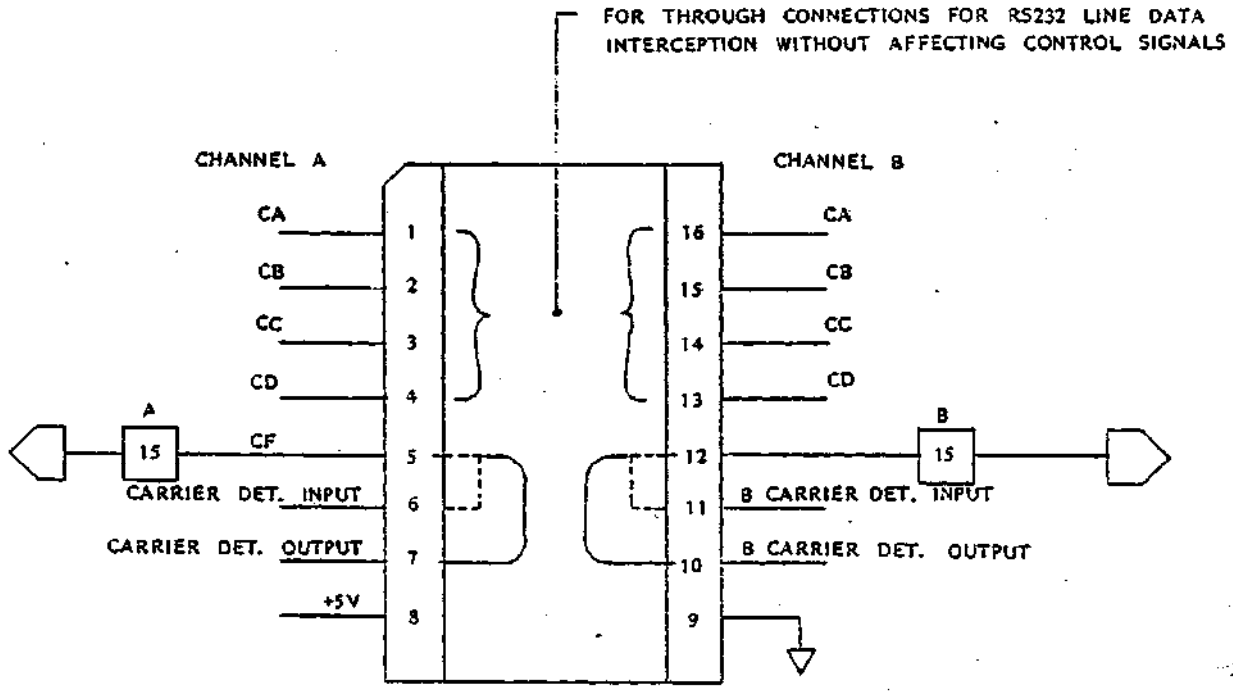 FOR THROUGH CONNECTIONS FOR RS232 LINE DATA
INTERCEPTION WITHOUT AFFECTING CONTROL SIGNALS
CHANNEL A
CHANNEL B
CA 1 16 CA
CB 2 15 CB
CC 3 14 CC
CD 4 13 CD
A
B
15 CF 5 12 15
CARRIER DET. INPUT 6 11 B CARRIER DET. INPUT
CARRIER DET. OUTPUT 7 10 B CARRIER DET. OUTPUT
+5V 8 9